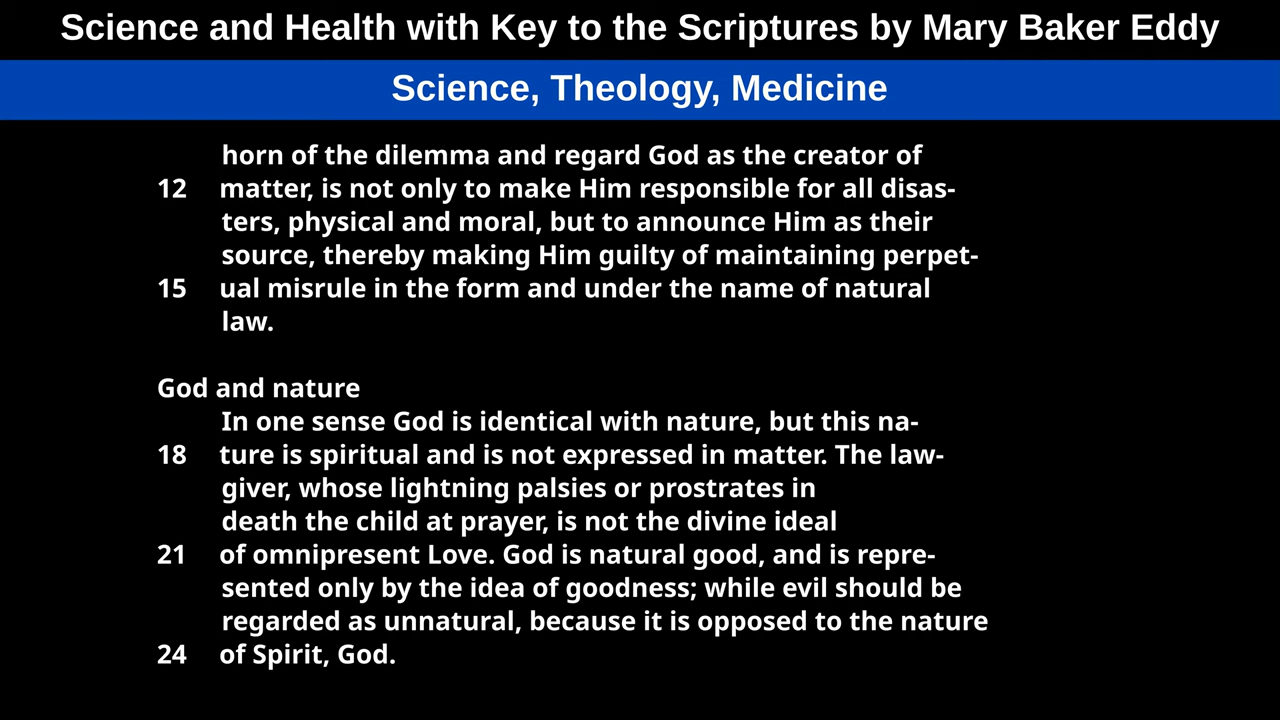 Science and Health with Key to the Scriptures by Mary Baker Eddy
Science, Theology, Medicine
horn of the dilemma and regard God as the creator of
12 matter, is not only to make Him responsible for all disas-
ters, physical and moral, but to announce Him as their
source, thereby making Him guilty of maintaining perpet-
15 ual misrule in the form and under the name of natural
law.
God and nature
In one sense God is identical with nature, but this na-
18 ture is spiritual and is not expressed in matter. The law-
giver, whose lightning palsies or prostrates in
death the child at prayer, is not the divine ideal
21 of omnipresent Love. God is natural good, and is repre-
sented only by the idea of goodness; while evil should be
regarded as unnatural, because it is opposed to the nature
24 of Spirit, God.